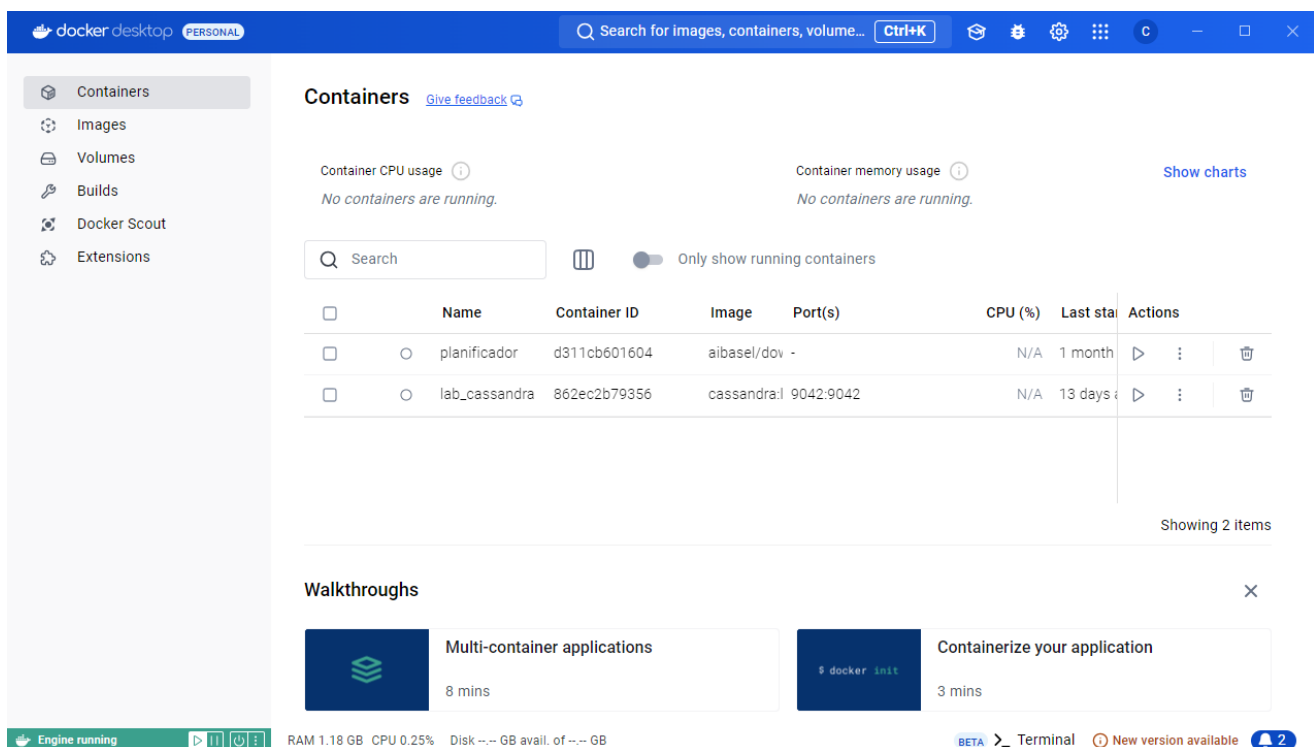 docker desktop PERSONAL
Search for images, containers, volume... Ctrl+K
C
Containers
Images
Volumes
Builds
Docker Scout
Extensions
Containers Give feedback
Container CPU usage
No containers are running.
Container memory usage
No containers are running.
Show charts
Search
Only show running containers
Name Container ID Image Port(s) CPU (%) Last star Actions
planificador d311cb601604 aibasel/dov - N/A 1 month
lab_cassandra 862ec2b79356 cassandra:l 9042:9042 N/A 13 days a
Showing 2 items
Walkthroughs
Multi-container applications
8 mins
$ docker init
Containerize your application
3 mins
Engine running
RAM 1.18 GB CPU 0.25% Disk --.-- GB avail. of --.-- GB
BETA >_ Terminal New version available 2